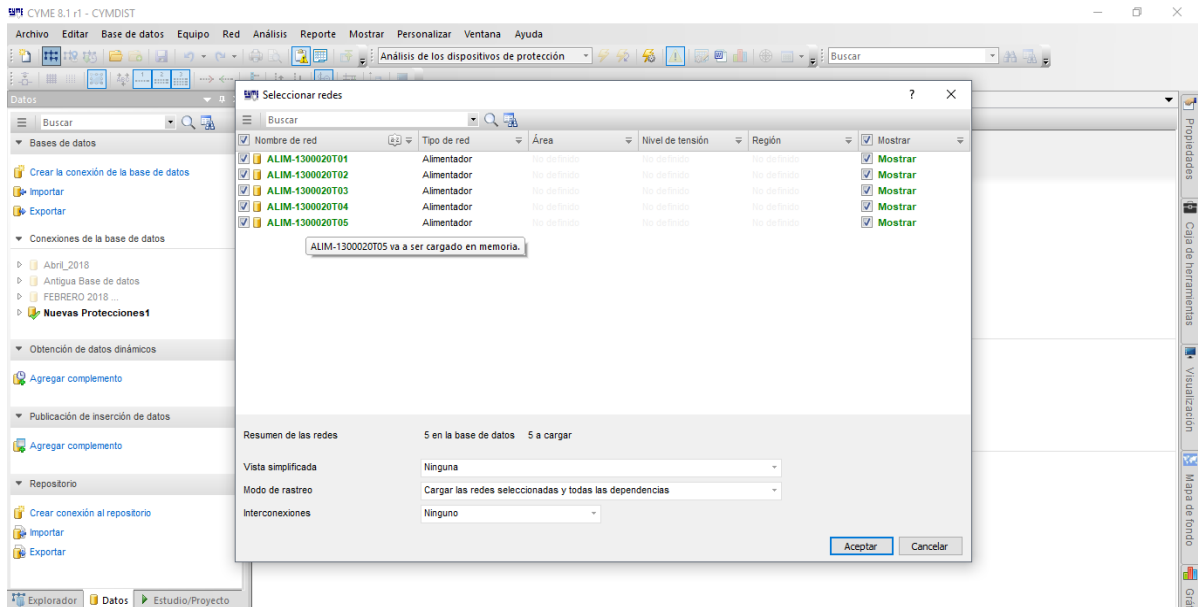 CYME 8.1 r1 - CYMDIST
Archivo Editar Base de datos Equipo Red Análisis Reporte Mostrar Personalizar Ventana Ayuda
Análisis de los dispositivos de protección
Buscar
Datos
Buscar
Bases de datos
Crear la conexión de la base de datos
Importar
Exportar
Conexiones de la base de datos
Abril_2018
Antigua Base de datos
FEBRERO 2018 ...
Nuevas Protecciones1
Obtención de datos dinámicos
Agregar complemento
Publicación de inserción de datos
Agregar complemento
Repositorio
Crear conexión al repositorio
Importar
Exportar
Explorador Datos Estudio/Proyecto
Seleccionar redes
Buscar
Nombre de red Tipo de red Área Nivel de tensión Región Mostrar
ALIM-1300020T01 Alimentador No definido No definido No definido Mostrar
ALIM-1300020T02 Alimentador No definido No definido No definido Mostrar
ALIM-1300020T03 Alimentador No definido No definido No definido Mostrar
ALIM-1300020T04 Alimentador No definido No definido No definido Mostrar
ALIM-1300020T05 Alimentador No definido No definido No definido Mostrar
ALIM-1300020T05 va a ser cargado en memoria.
Resumen de las redes 5 en la base de datos 5 a cargar
Vista simplificada Ninguna
Modo de rastreo Cargar las redes seleccionadas y todas las dependencias
Interconexiones Ninguno
Aceptar Cancelar
Propiedades
Caja de herramientas
Visualización
Mapa de fondo